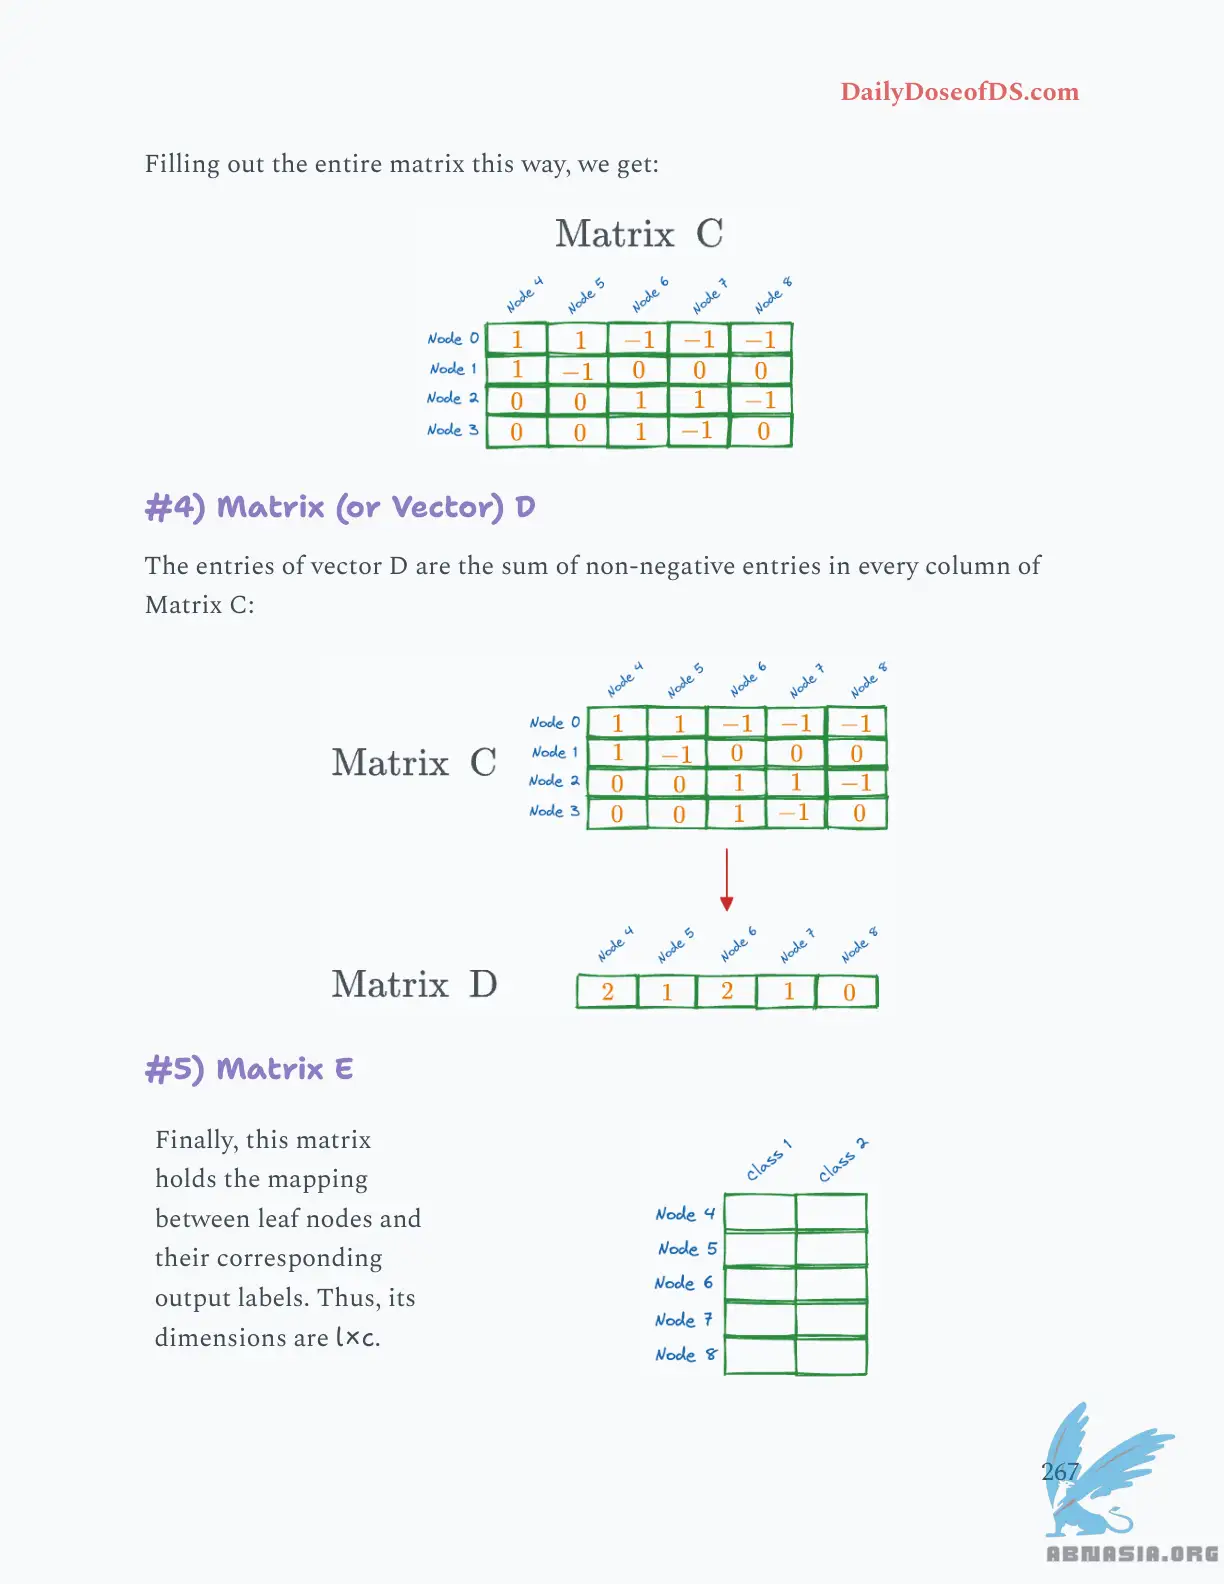 DailyDoseofDS.com
Filling out the entire matrix this way, we get:
Matrix C
Node 4 Node 5 Node 6 Node 7 Node 8
Node 0 1 1 −1 −1 −1
Node 1 1 −1 0 0 0
Node 2 0 0 1 1 −1
Node 3 0 0 1 −1 0
#4) Matrix (or Vector) D
The entries of vector D are the sum of non-negative entries in every column of
Matrix C:
Node 4 Node 5 Node 6 Node 7 Node 8
Node 0 1 1 −1 −1 −1
Matrix C Node 1 1 −1 0 0 0
Node 2 0 0 1 1 −1
Node 3 0 0 1 −1 0
Node 4 Node 5 Node 6 Node 7 Node 8
Matrix D 2 1 2 1 0
#5) Matrix E
Finally, this matrix
holds the mapping
between leaf nodes and
their corresponding
output labels. Thus, its
dimensions are l×c.
Class 1 Class 2
Node 4
Node 5
Node 6
Node 7
Node 8
267
ABNASIA.ORG